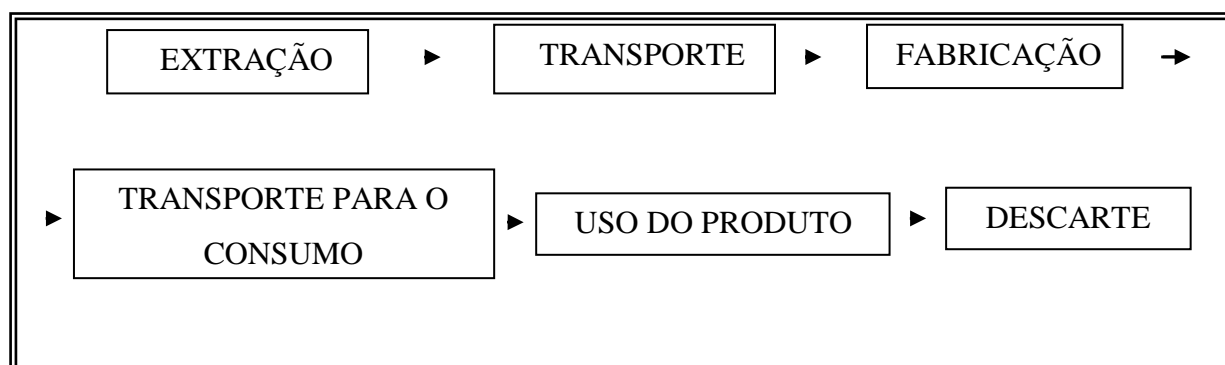 EXTRAÇÃO
TRANSPORTE
FABRICAÇÃO
TRANSPORTE PARA O
CONSUMO
USO DO PRODUTO
DESCARTE